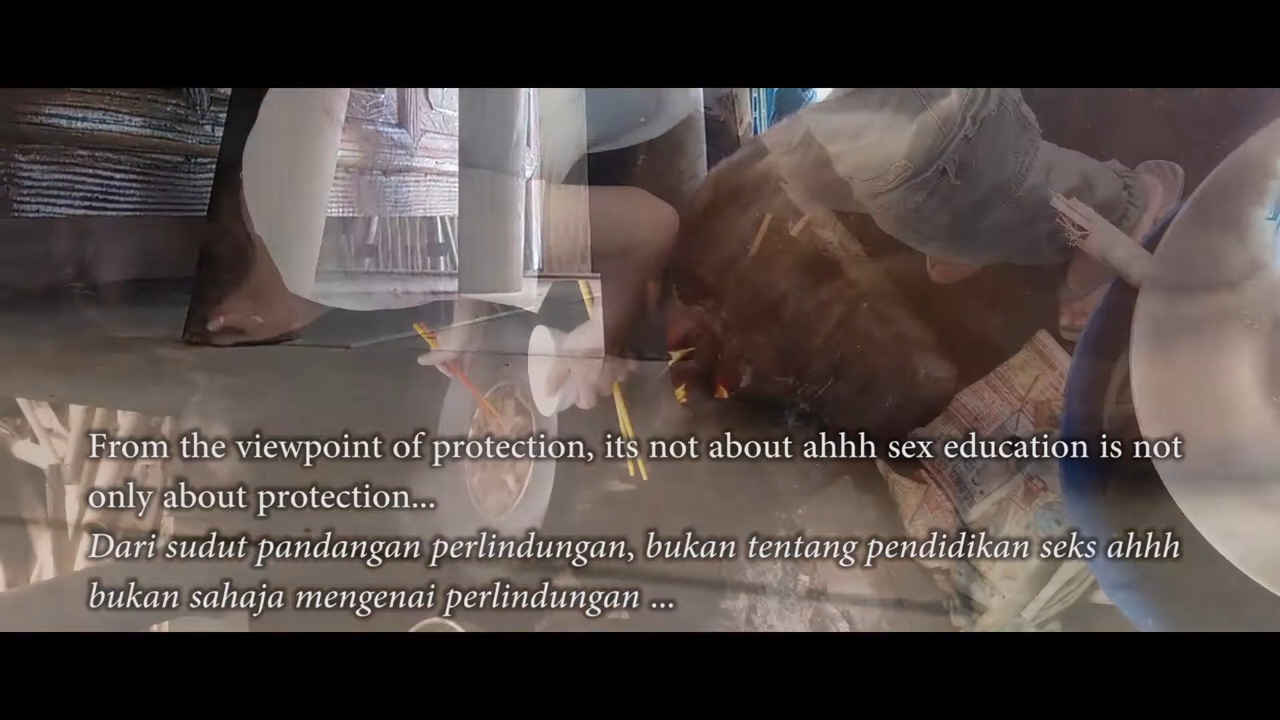 From the viewpoint of protection, its not about ahhh sex education is not
only about protection...
Dari sudut pandangan perlindungan, bukan tentang pendidikan seks ahhh
bukan sahaja mengenai perlindungan ...